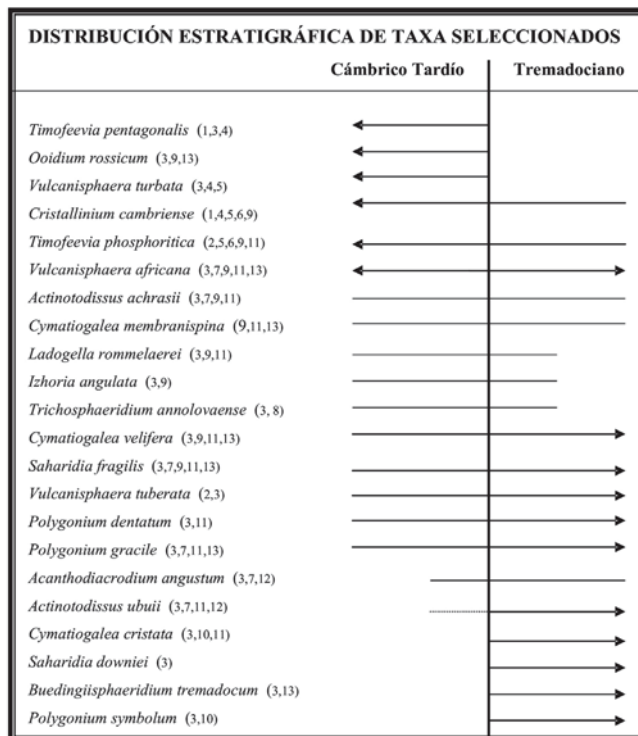 DISTRIBUCIÓN ESTRATIGRÁFICA DE TAXA SELECCIONADOS
Cámbrico Tardío Tremadociano
Timofeevia pentagonalis (1,3,4)
Ooidium rossicum (3,9,13)
Vulcanisphaera turbata (3,4,5)
Cristallinium cambriense (1,4,5,6,9)
Timofeevia phosphoritica (2,5,6,9,11)
Vulcanisphaera africana (3,7,9,11,13)
Actinotodissus achrasii (3,7,9,11)
Cymatiogalea membranispina (9,11,13)
Ladogella rommelaerei (3,9,11)
Izhoria angulata (3,9)
Trichosphaeridium annolovaense (3, 8)
Cymatiogalea velifera (3,9,11,13)
Saharidia fragilis (3,7,9,11,13)
Vulcanisphaera tuberata (2,3)
Polygonium dentatum (3,11)
Polygonium gracile (3,7,11,13)
Acanthodiacrodium angustum (3,7,12)
Actinotodissus ubuii (3,7,11,12)
Cymatiogalea cristata (3,10,11)
Saharidia downiei (3)
Buedingiisphaeridium tremadocum (3,13)
Polygonium symbolum (3,10)